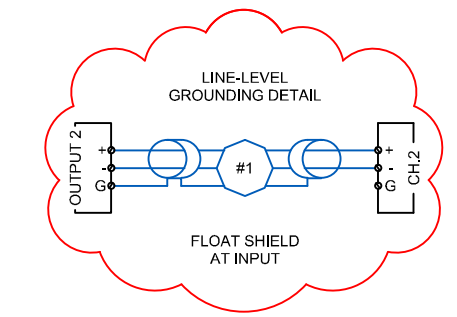 LINE-LEVEL
GROUNDING DETAIL
OUTPUT 2
+
-
G
#1
+
-
G
CH.2
FLOAT SHIELD
AT INPUT